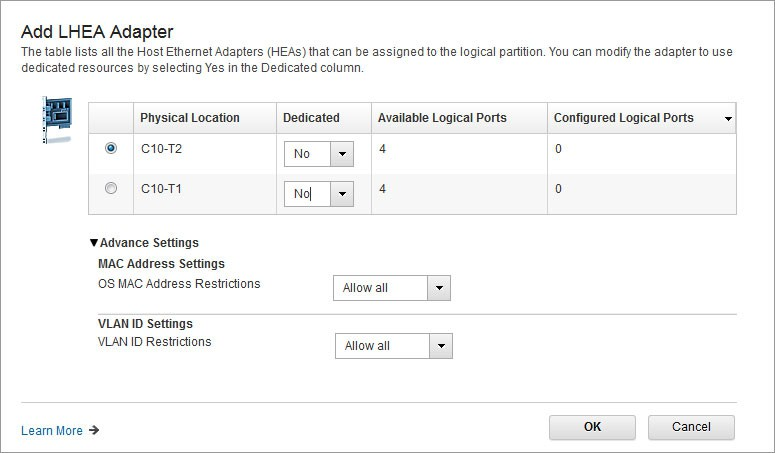 Add LHEA Adapter
The table lists all the Host Ethernet Adapters (HEAs) that can be assigned to the logical partition. You can modify the adapter to use
dedicated resources by selecting Yes in the Dedicated column.
Physical Location Dedicated Available Logical Ports Configured Logical Ports
C10-T2 No 4 0
C10-T1 No 4 0
Advance Settings
MAC Address Settings
OS MAC Address Restrictions Allow all
VLAN ID Settings
VLAN ID Restrictions Allow all
Learn More OK Cancel